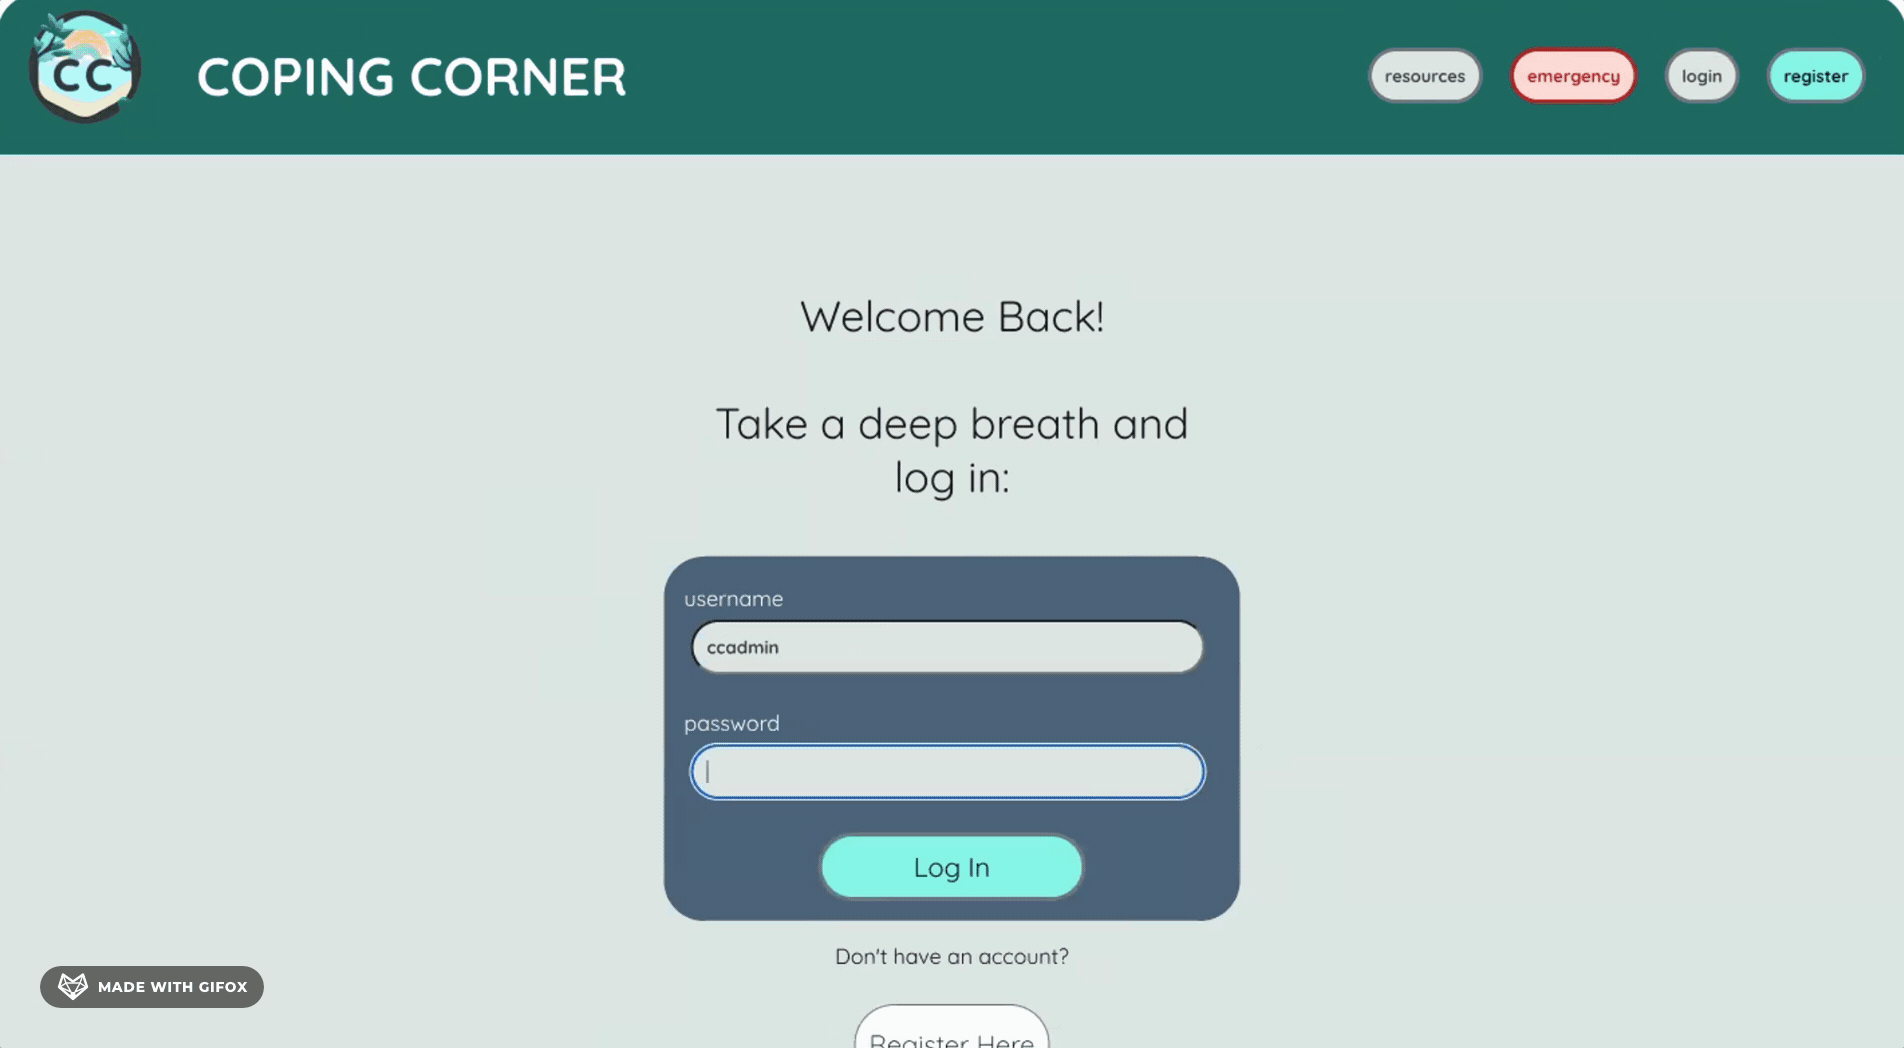 CC
COPING CORNER
resources
emergency
login
register
Welcome Back!
Take a deep breath and
log in:
username
ccadmin
password
Log In
Don't have an account?
Register Here
MADE WITH GIFOX